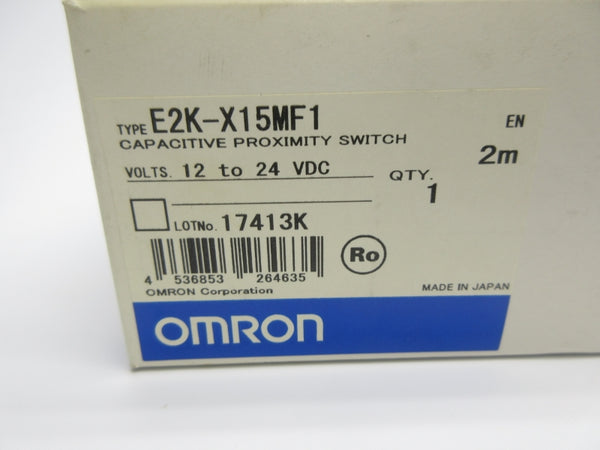 TYPE E2K-X15MF1 EN
CAPACITIVE PROXIMITY SWITCH 2m
VOLTS. 12 to 24 VDC QTY.
1
LOTNo. 17413K
Ro
4 536853 264635
OMRON Corporation MADE IN JAPAN
OMRON